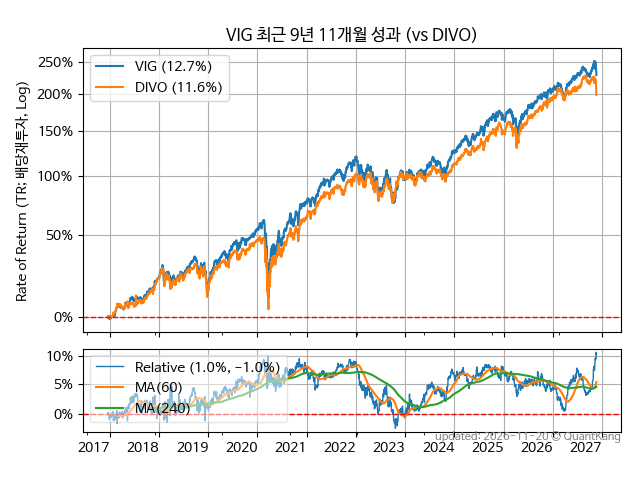 VIG 최근 9년 11개월 성과 (vs DIVO)
Rate of Return (TR; 배당재투자, Log)
250%
200%
150%
100%
50%
0%
VIG (12.7%)
DIVO (11.6%)
10%
5%
0%
Relative (1.0%, −1.0%)
MA(60)
MA(240)
updated: 2026-11-20 © QuantKang
2017 2018 2019 2020 2021 2022 2023 2024 2025 2026 2027